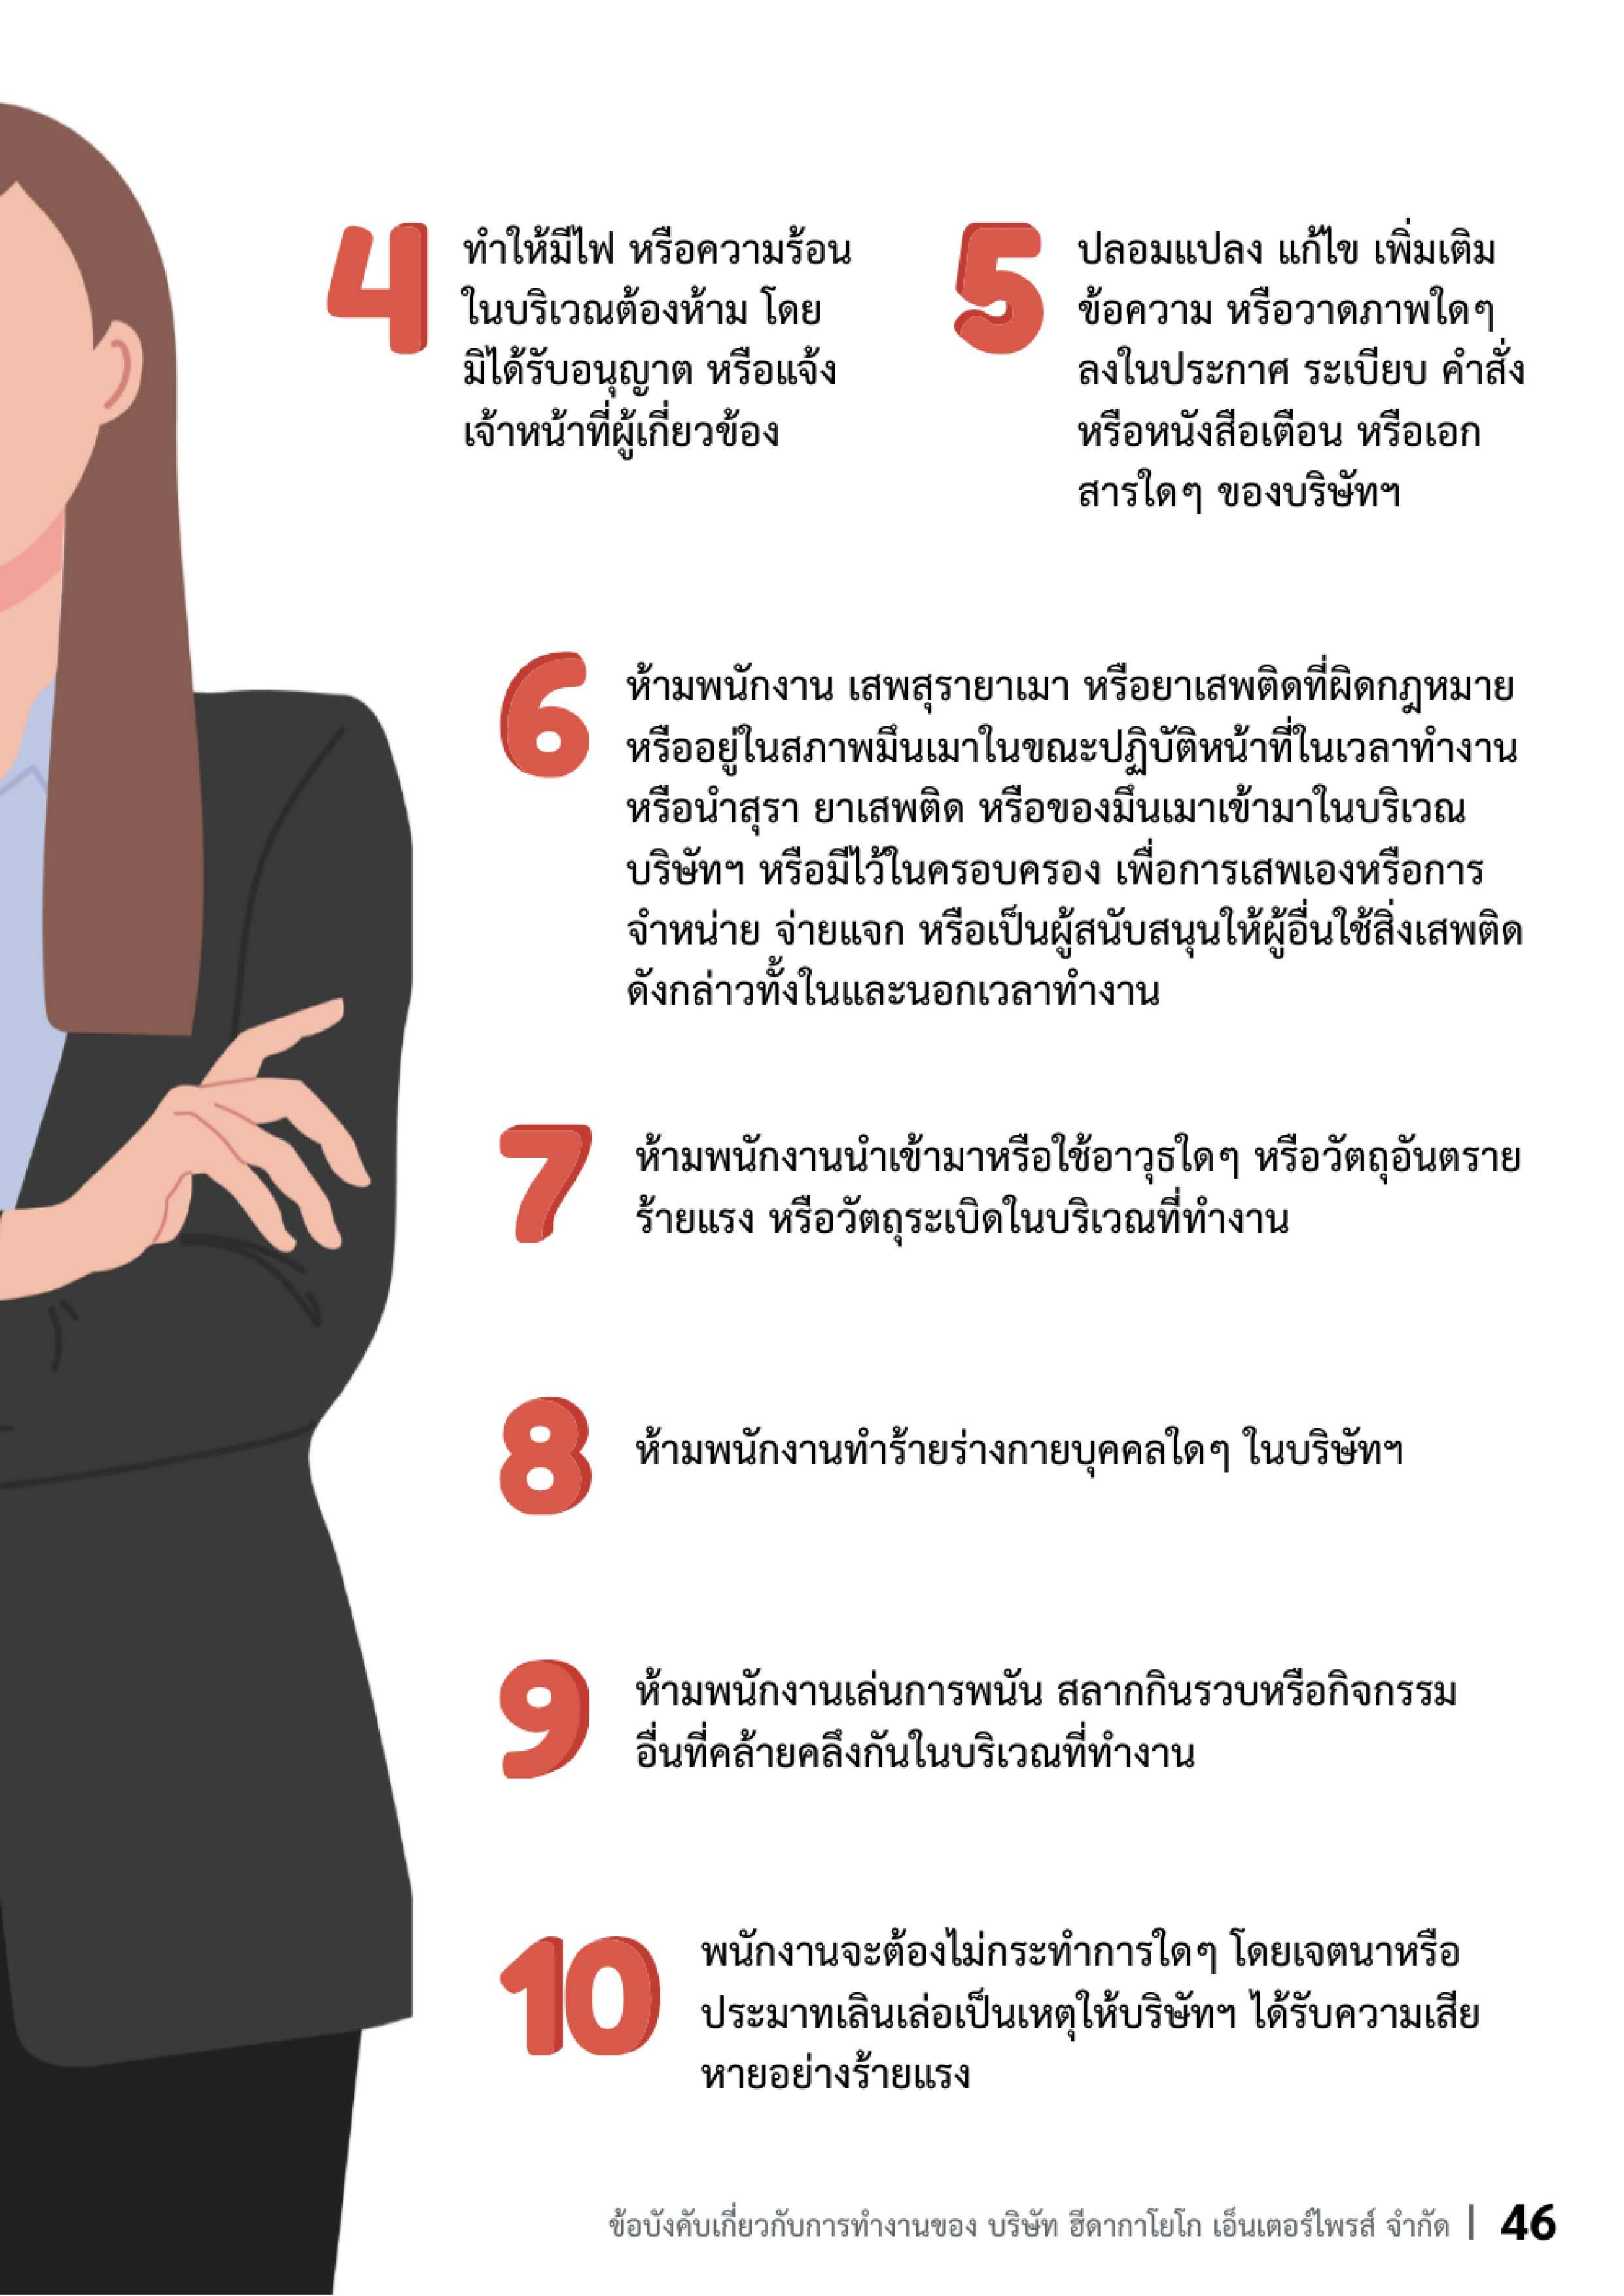 4
ทำให้มีไฟ หรือความร้อน
ในบริเวณต้องห้าม โดย
มิได้รับอนุญาต หรือแจ้ง
เจ้าหน้าที่ผู้เกี่ยวข้อง
5
ปลอมแปลง แก้ไข เพิ่มเติม
ข้อความ หรือวาดภาพใดๆ
ลงในประกาศ ระเบียบ คำสั่ง
หรือหนังสือเตือน หรือเอก
สารใดๆ ของบริษัทฯ
6
ห้ามพนักงาน เสพสุรายาเมา หรือยาเสพติดที่ผิดกฎหมาย
หรืออยู่ในสภาพมึนเมาในขณะปฏิบัติหน้าที่ในเวลาทำงาน
หรือนำสุรา ยาเสพติด หรือของมึนเมาเข้ามาในบริเวณ
บริษัทฯ หรือมีไว้ในครอบครอง เพื่อการเสพเองหรือการ
จำหน่าย จ่ายแจก หรือเป็นผู้สนับสนุนให้ผู้อื่นใช้สิ่งเสพติด
ดังกล่าวทั้งในและนอกเวลาทำงาน
7
ห้ามพนักงานนำเข้ามาหรือใช้อาวุธใดๆ หรือวัตถุอันตราย
ร้ายแรง หรือวัตถุระเบิดในบริเวณที่ทำงาน
8
ห้ามพนักงานทำร้ายร่างกายบุคคลใดๆ ในบริษัทฯ
9
ห้ามพนักงานเล่นการพนัน สลากกินรวบหรือกิจกรรม
อื่นที่คล้ายคลึงกันในบริเวณที่ทำงาน
10
พนักงานจะต้องไม่กระทำการใดๆ โดยเจตนาหรือ
ประมาทเลินเล่อเป็นเหตุให้บริษัทฯ ได้รับความเสีย
หายอย่างร้ายแรง
ข้อบังคับเกี่ยวกับการทำงานของ บริษัท ฮีดากาโยโก เอ็นเตอร์ไพรส์ จำกัด | 46